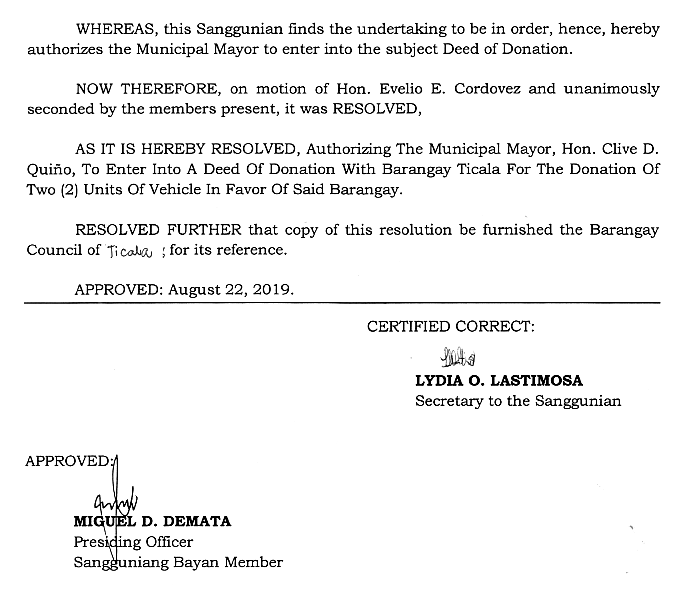 WHEREAS, this Sanggunian finds the undertaking to be in order, hence, hereby
authorizes the Municipal Mayor to enter into the subject Deed of Donation.
NOW THEREFORE, on motion of Hon. Evelio E. Cordovez and unanimously
seconded by the members present, it was RESOLVED,
AS IT IS HEREBY RESOLVED, Authorizing The Municipal Mayor, Hon. Clive D.
Quiño, To Enter Into A Deed Of Donation With Barangay Ticala For The Donation Of
Two (2) Units Of Vehicle In Favor Of Said Barangay.
RESOLVED FURTHER that copy of this resolution be furnished the Barangay
Council of Ticala ; for its reference.
APPROVED: August 22, 2019.
CERTIFIED CORRECT:
LYDIA O. LASTIMOSA
Secretary to the Sanggunian
APPROVED:
MIGUEL D. DEMATA
Presiding Officer
Sangguniang Bayan Member